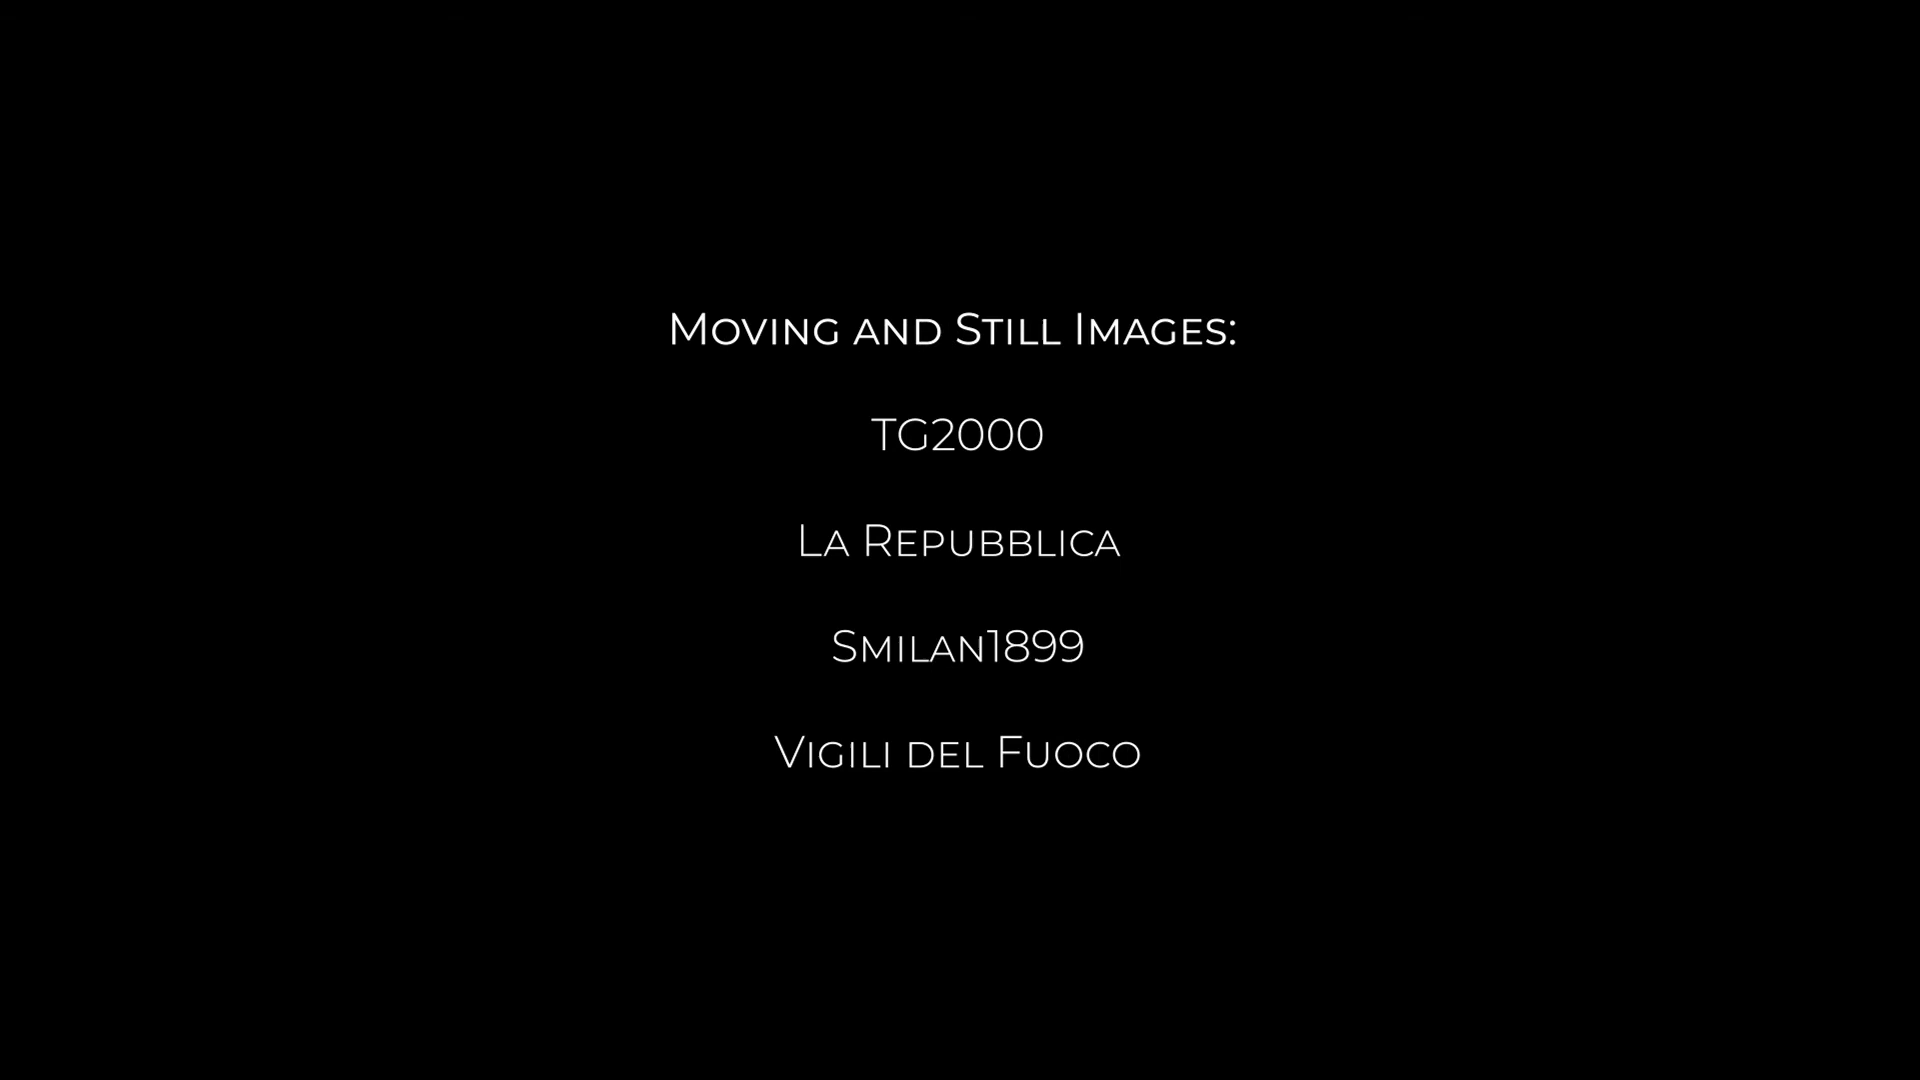 Moving and Still Images:
TG2000
La Repubblica
Smilan1899
Vigili del Fuoco